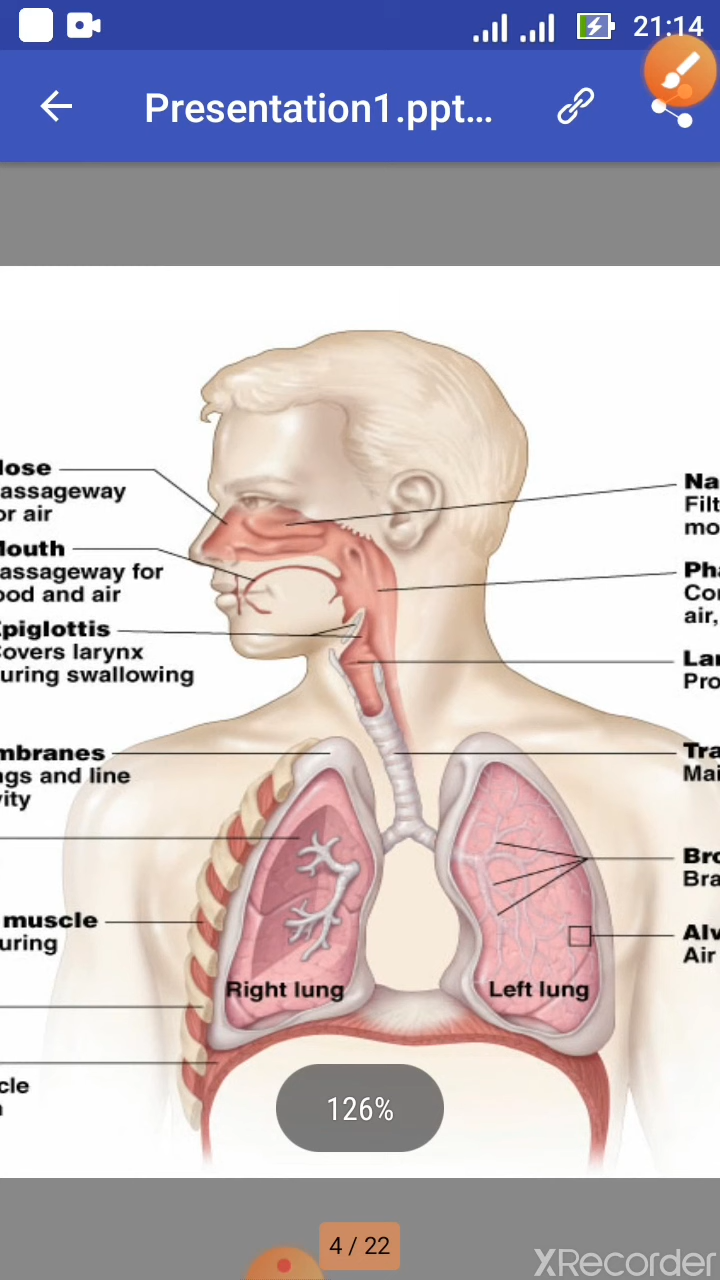 21:14
Presentation1.ppt...
lose
assageway
or air
Mouth
assageway for
ood and air
Epiglottis
Covers larynx
uring swallowing
mbranes
ngs and line
vity
muscle
uring
cle
Na
Filt
mo
Pha
Cor
air,
Lar
Pro
Tra
Mai
Bro
Bra
Alv
Air
Right lung
Left lung
126%
4 / 22
XRecorder